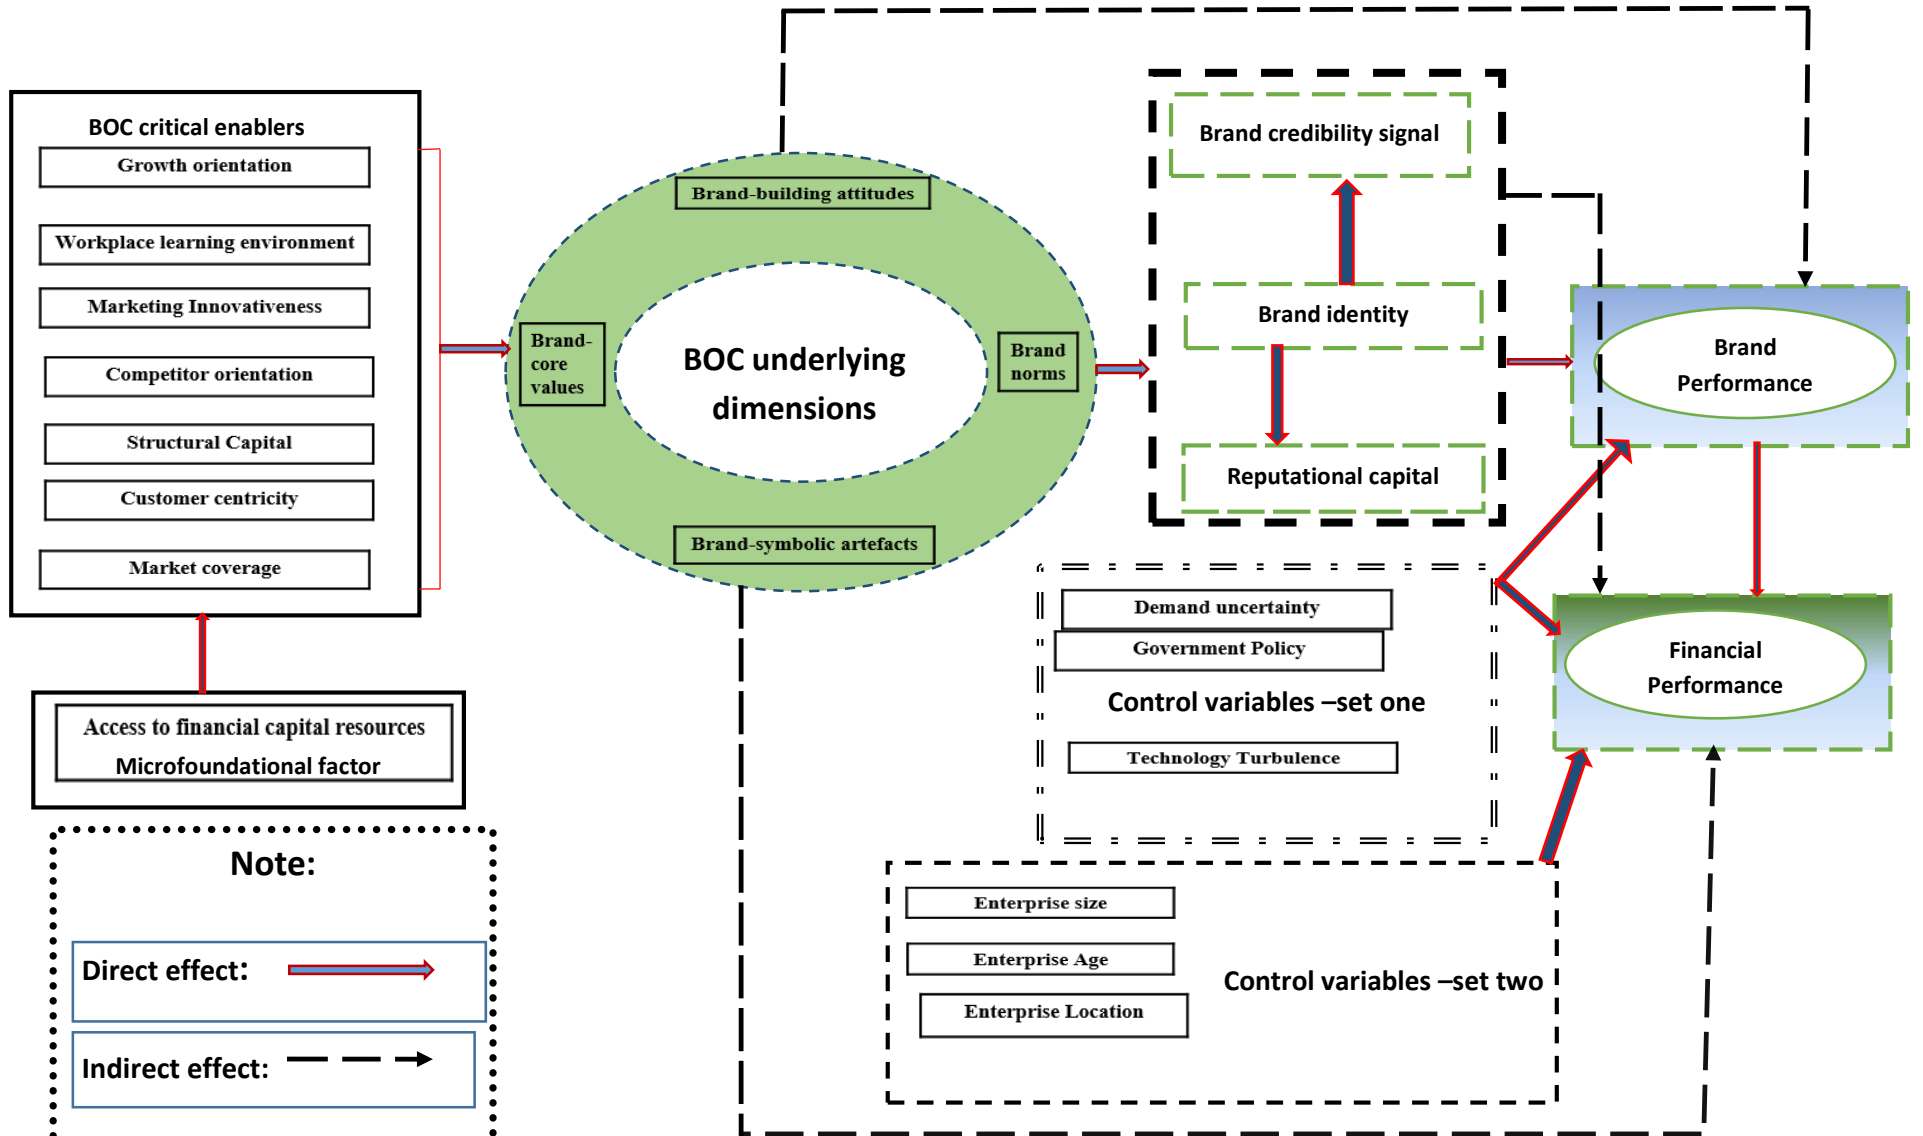 BOC critical enablers
Growth orientation
Workplace learning environment
Marketing Innovativeness
Competitor orientation
Structural Capital
Customer centricity
Market coverage
Access to financial capital resources
Microfoundational factor
Note:
Direct effect:
Indirect effect:
Brand-building attitudes
Brand-
core
values
BOC underlying
dimensions
Brand
norms
Brand-symbolic artefacts
Brand credibility signal
Brand identity
Reputational capital
Demand uncertainty
Government Policy
Control variables –set one
Technology Turbulence
Enterprise size
Enterprise Age
Enterprise Location
Control variables –set two
Brand
Performance
Financial
Performance